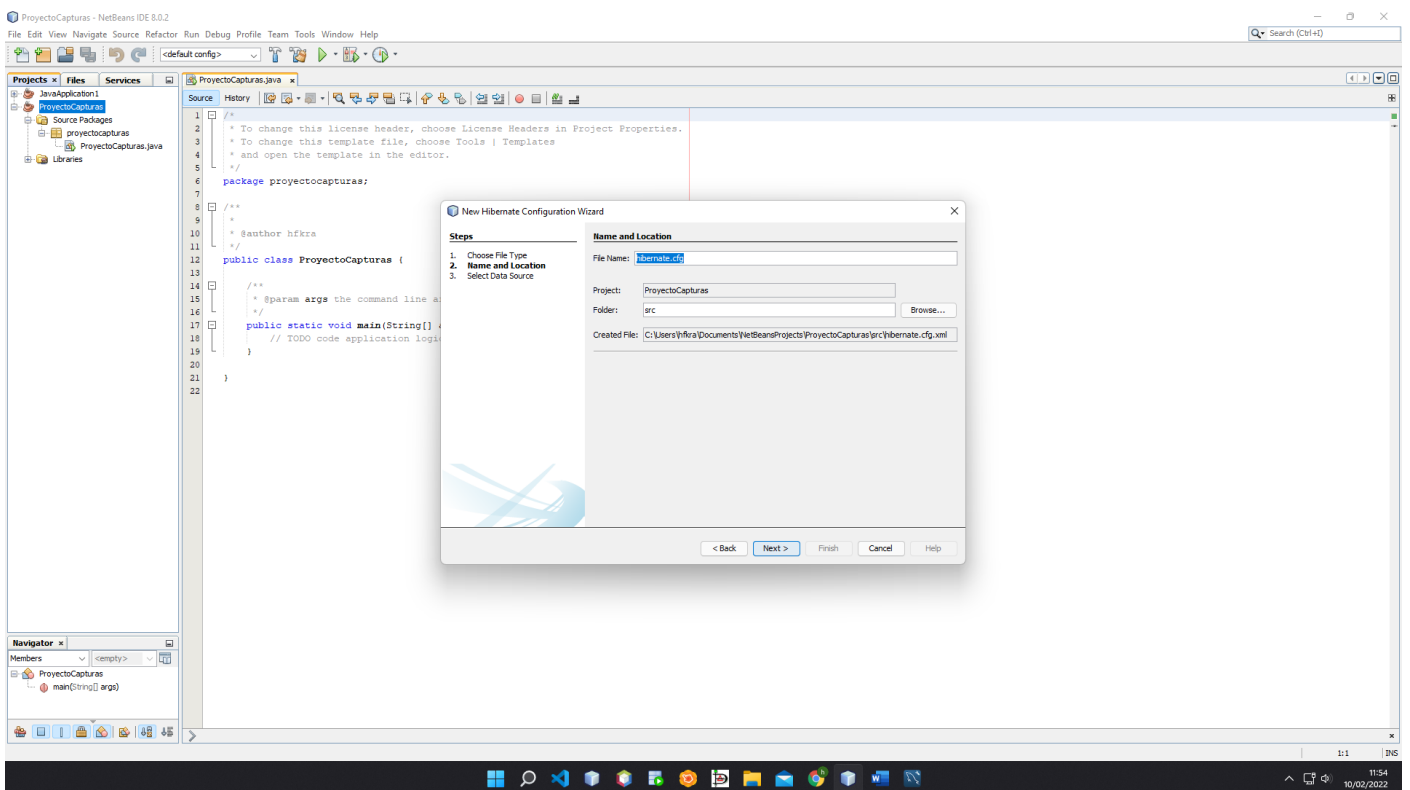 ProyectoCapturas - NetBeans IDE 8.0.2
File Edit View Navigate Source Refactor Run Debug Profile Team Tools Window Help
Search (Ctrl+I)
<default config>
Projects Files Services
ProyectoCapturas.java
JavaApplication1
ProyectoCapturas
Source Packages
proyectocapturas
ProyectoCapturas.java
Libraries
Source History
1 /*
2 * To change this license header, choose License Headers in Project Properties.
3 * To change this template file, choose Tools | Templates
4 * and open the template in the editor.
5 */
6 package proyectocapturas;
7
8 /**
9 *
10 * @author hfkra
11 */
12 public class ProyectoCapturas {
13
14 /**
15 * @param args the command line a
16 */
17 public static void main(String[]
18 // TODO code application logi
19 }
20
21 }
22
New Hibernate Configuration Wizard
Steps
1. Choose File Type
2. Name and Location
3. Select Data Source
Name and Location
File Name: hibernate.cfg
Project: ProyectoCapturas
Folder: src
Browse...
Created File: C:\Users\hfkra\Documents\NetBeansProjects\ProyectoCapturas\src\hibernate.cfg.xml
< Back Next > Finish Cancel Help
Navigator
Members <empty>
ProyectoCapturas
main(String[] args)
1:1 INS
11:54
10/02/2022